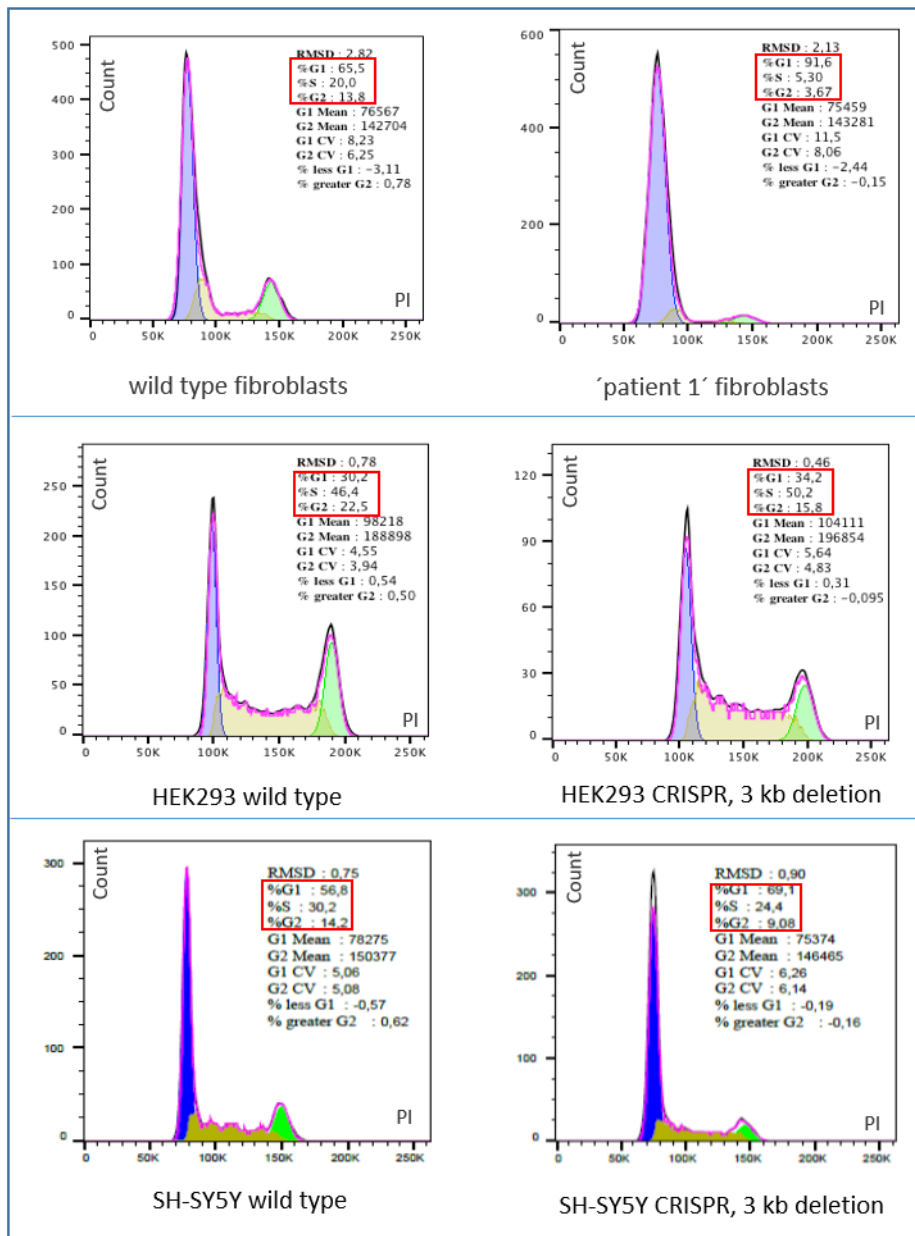 500
400
300
200
100
0
Count
RMSD : 2,82
%G1 : 65,5
%S : 20,0
%G2 : 13,8
G1 Mean : 76567
G2 Mean : 142704
G1 CV : 8,23
G2 CV : 6,25
% less G1 : −3,11
% greater G2 : 0,78
PI
0 50K 100K 150K 200K 250K
wild type fibroblasts
600
400
200
0
Count
RMSD : 2,13
%G1 : 91,6
%S : 5,30
%G2 : 3,67
G1 Mean : 75459
G2 Mean : 143281
G1 CV : 11,5
G2 CV : 8,06
% less G1 : −2,44
% greater G2 : −0,15
PI
0 50K 100K 150K 200K 250K
´patient 1´ fibroblasts
250
200
150
100
50
0
Count
RMSD : 0,78
%G1 : 30,2
%S : 46,4
%G2 : 22,5
G1 Mean : 98218
G2 Mean : 188898
G1 CV : 4,55
G2 CV : 3,94
% less G1 : 0,54
% greater G2 : 0,50
PI
0 50K 100K 150K 200K 250K
HEK293 wild type
120
90
60
30
0
Count
RMSD : 0,46
%G1 : 34,2
%S : 50,2
%G2 : 15,8
G1 Mean : 104111
G2 Mean : 196854
G1 CV : 5,64
G2 CV : 4,83
% less G1 : 0,31
% greater G2 : −0,095
PI
0 50K 100K 150K 200K 250K
HEK293 CRISPR, 3 kb deletion
300
200
100
0
Count
RMSD : 0,75
%G1 : 56,8
%S : 30,2
%G2 : 14,2
G1 Mean : 78275
G2 Mean : 150377
G1 CV : 5,06
G2 CV : 5,08
% less G1 : -0,57
% greater G2 : 0,62
PI
0 50K 100K 150K 200K 250K
SH-SY5Y wild type
300
200
100
0
Count
RMSD : 0,90
%G1 : 69,1
%S : 24,4
%G2 : 9,08
G1 Mean : 75374
G2 Mean : 146465
G1 CV : 6,26
G2 CV : 6,14
% less G1 : -0,19
% greater G2 : -0,16
PI
0 50K 100K 150K 200K 250K
SH-SY5Y CRISPR, 3 kb deletion